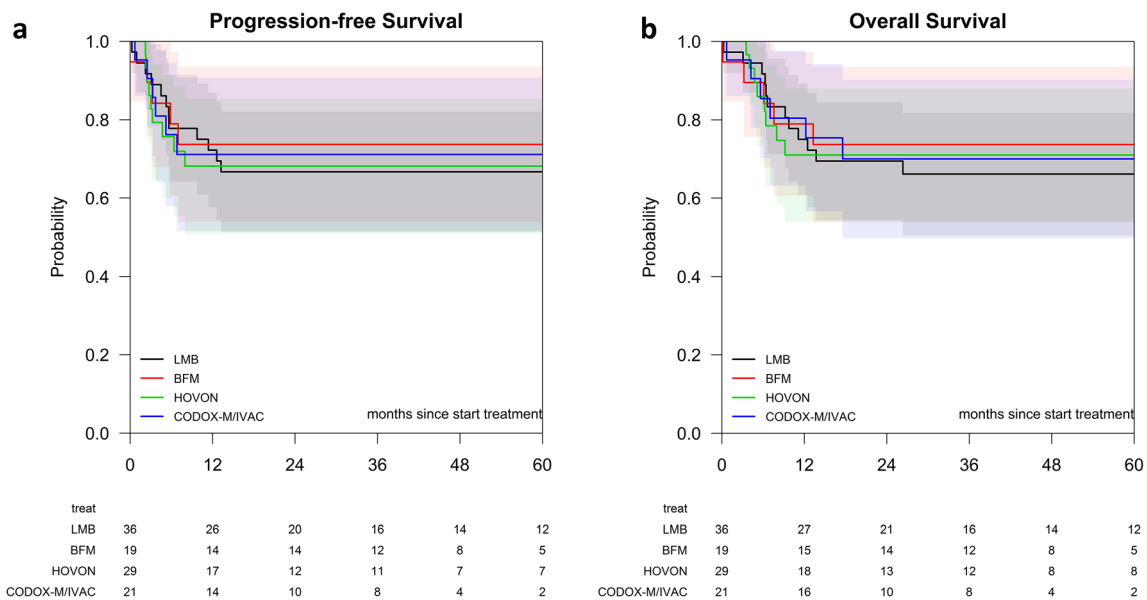 a
Progression-free Survival
1.0
0.8
0.6
0.4
0.2
0.0
Probability
LMB
BFM
HOVON
CODOX-M/IVAC
months since start treatment
0 12 24 36 48 60
treat
LMB 36 26 20 16 14 12
BFM 19 14 14 12 8 5
HOVON 29 17 12 11 7 7
CODOX-M/IVAC 21 14 10 8 4 2
b
Overall Survival
1.0
0.8
0.6
0.4
0.2
0.0
Probability
LMB
BFM
HOVON
CODOX-M/IVAC
months since start treatment
0 12 24 36 48 60
treat
LMB 36 27 21 16 14 12
BFM 19 15 14 12 8 5
HOVON 29 18 13 12 8 8
CODOX-M/IVAC 21 16 10 8 4 2